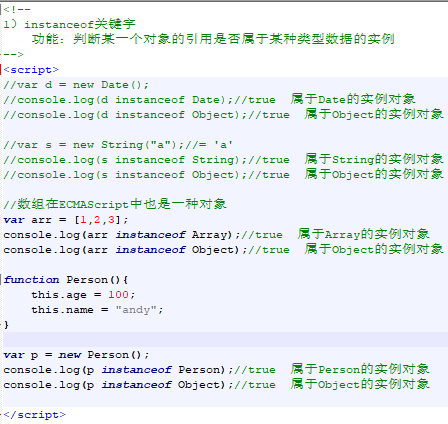 <!--
1) instanceof关键字
功能: 判断某一个对象的引用是否属于某种类型数据的实例
-->
<script>
//var d = new Date();
//console.log(d instanceof Date);//true  属于Date的实例对象
//console.log(d instanceof Object);//true  属于Object的实例对象
//var s = new String("a");//= 'a'
//console.log(s instanceof String);//true  属于String的实例对象
//console.log(s instanceof Object);//true  属于Object的实例对象
//数组在ECMAScript中也是一种对象
var arr = [1,2,3];
console.log(arr instanceof Array);//true  属于Array的实例对象
console.log(arr instanceof Object);//true  属于Object的实例对象
function Person(){
this.age = 100;
this.name = "andy";
}
var p = new Person();
console.log(p instanceof Person);//true  属于Person的实例对象
console.log(p instanceof Object);//true  属于Object的实例对象
</script>